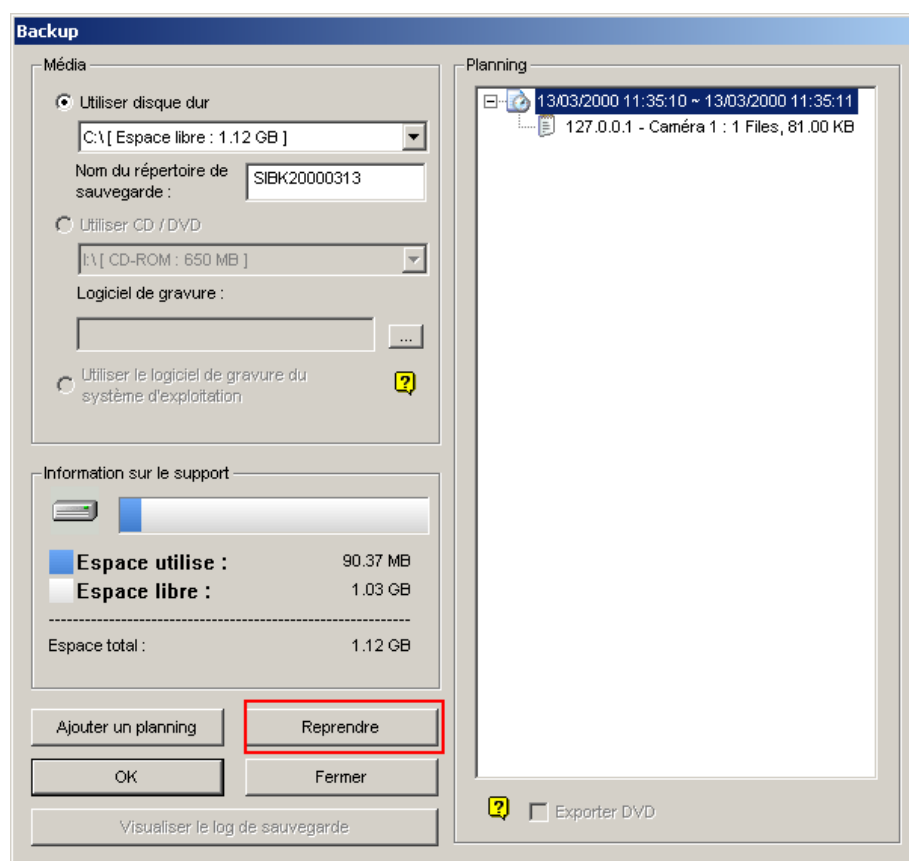 Backup
Média
Utiliser disque dur
C:\ [ Espace libre : 1.12 GB ]
Nom du répertoire de
sauvegarde :
SIBK20000313
Utiliser CD / DVD
I:\ [ CD-ROM : 650 MB ]
Logiciel de gravure :
...
Utiliser le logiciel de gravure du
système d'exploitation
Information sur le support
Espace utilise : 90.37 MB
Espace libre : 1.03 GB
Espace total : 1.12 GB
Ajouter un planning
Reprendre
OK
Fermer
Visualiser le log de sauvegarde
Planning
13/03/2000 11:35:10 ~ 13/03/2000 11:35:11
127.0.0.1 - Caméra 1 : 1 Files, 81.00 KB
Exporter DVD